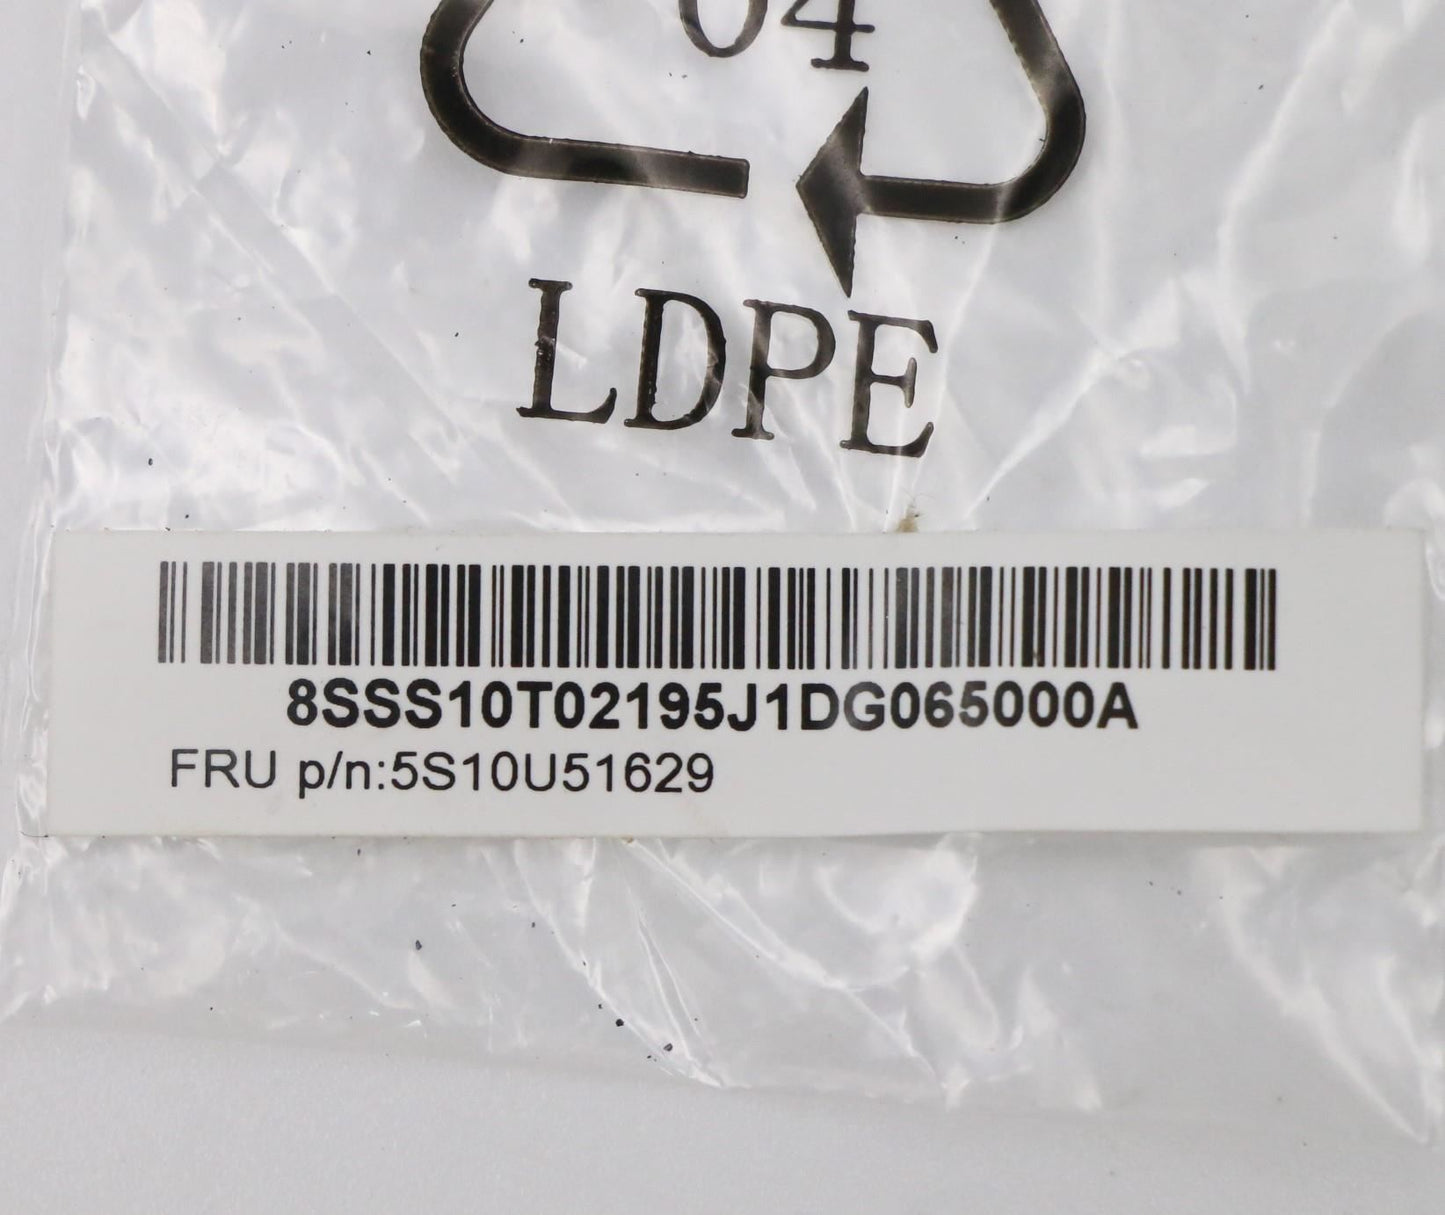 04
LDPE
8SSS10T02195J1DG065000A
FRU p/n:5S10U51629